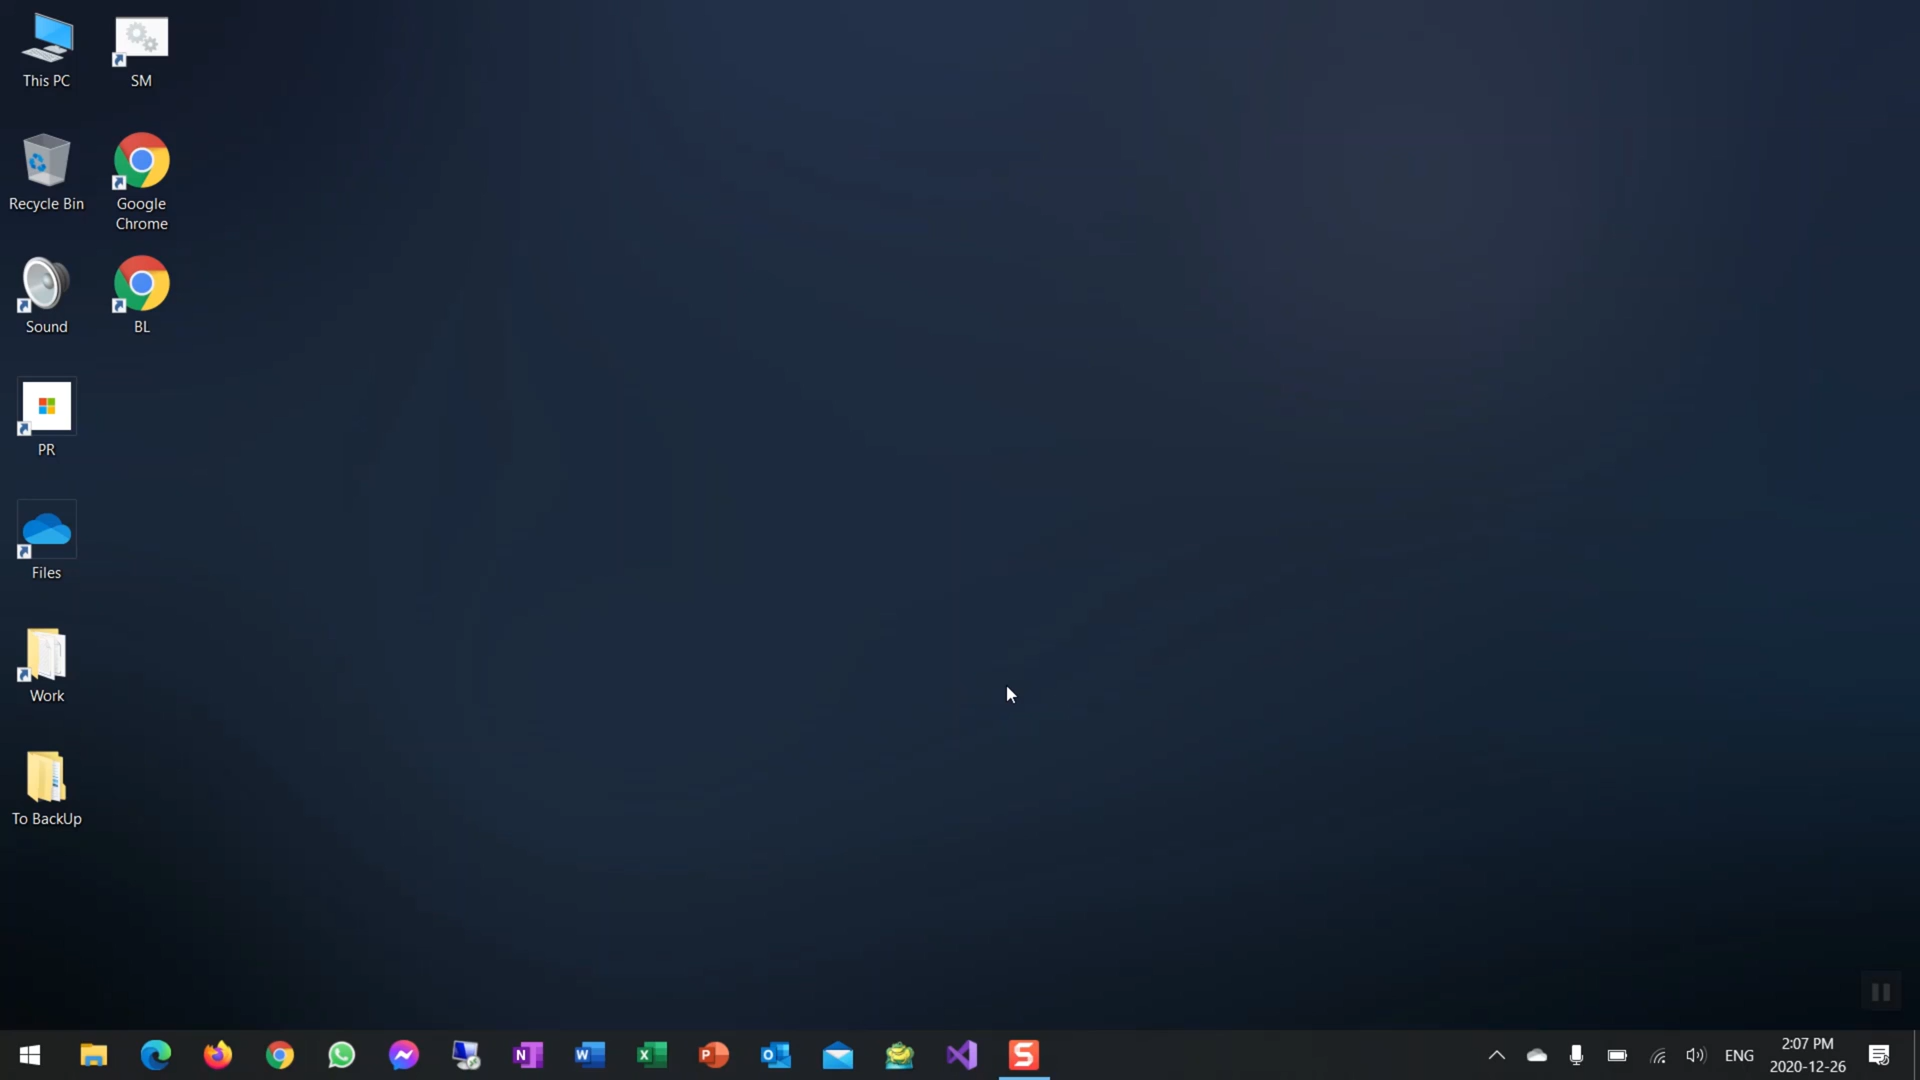 This PC
SM
Recycle Bin
Google
Chrome
Sound
BL
PR
Files
Work
To BackUp
N
W
X
P
O
S
ENG
2:07 PM
2020-12-26